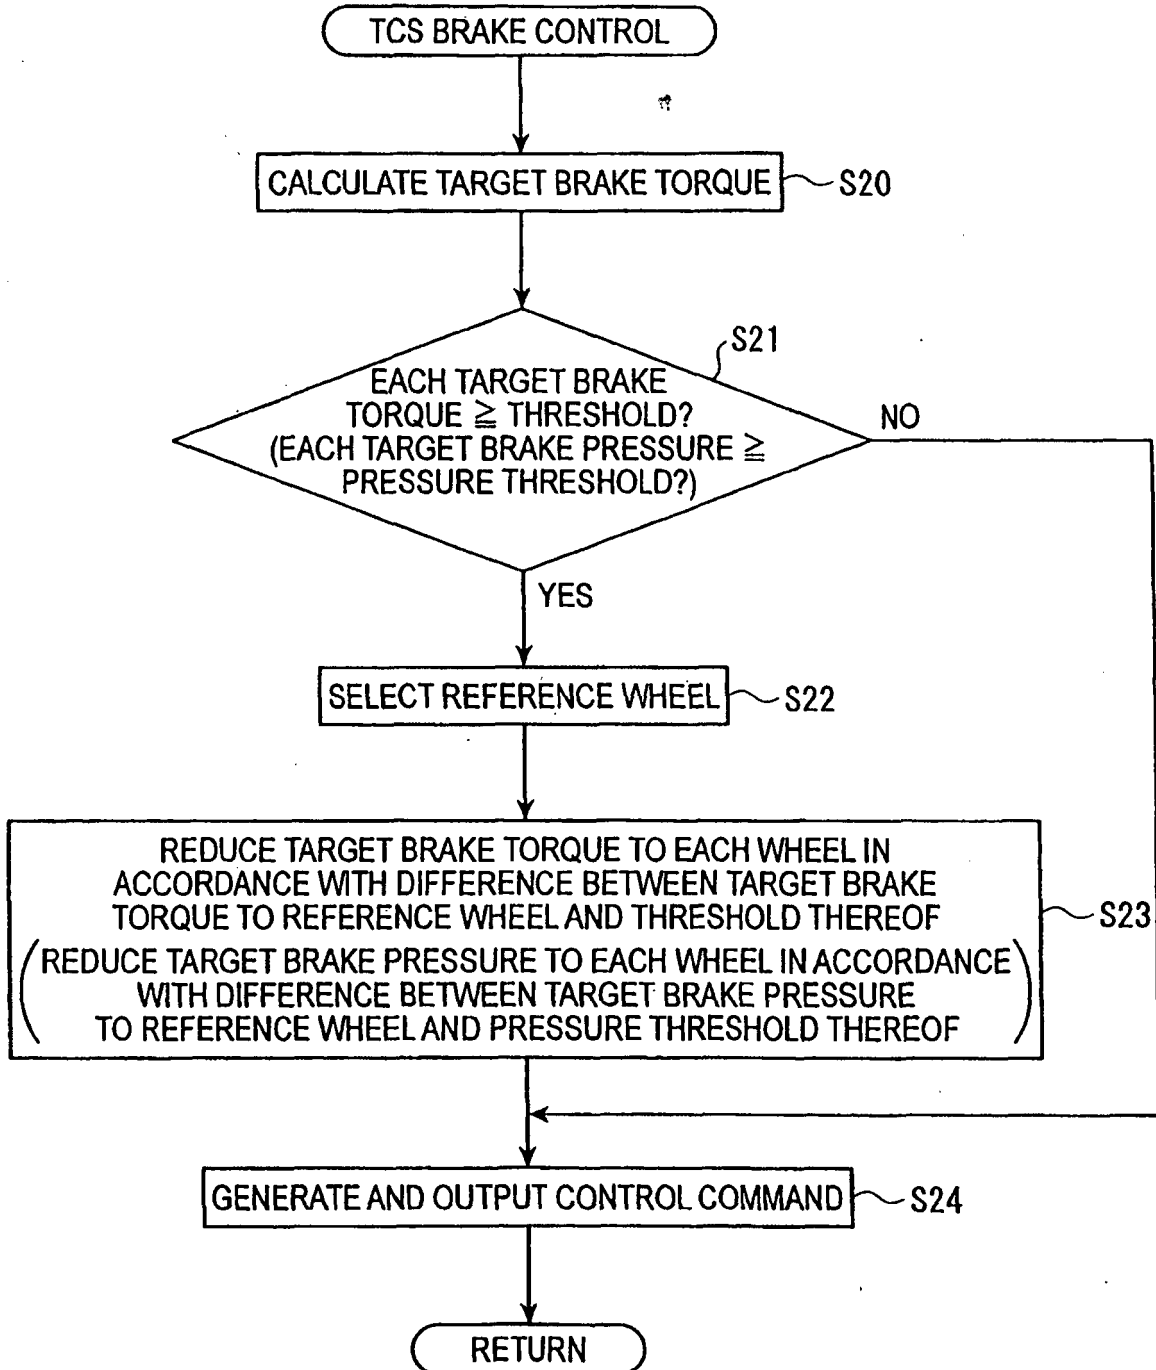 TCS BRAKE CONTROL
CALCULATE TARGET BRAKE TORQUE
S20
S21
EACH TARGET BRAKE
TORQUE ≧ THRESHOLD?
(EACH TARGET BRAKE PRESSURE ≧
PRESSURE THRESHOLD?)
NO
YES
SELECT REFERENCE WHEEL
S22
REDUCE TARGET BRAKE TORQUE TO EACH WHEEL IN
ACCORDANCE WITH DIFFERENCE BETWEEN TARGET BRAKE
TORQUE TO REFERENCE WHEEL AND THRESHOLD THEREOF
(REDUCE TARGET BRAKE PRESSURE TO EACH WHEEL IN ACCORDANCE
WITH DIFFERENCE BETWEEN TARGET BRAKE PRESSURE
TO REFERENCE WHEEL AND PRESSURE THRESHOLD THEREOF)
S23
GENERATE AND OUTPUT CONTROL COMMAND
S24
RETURN